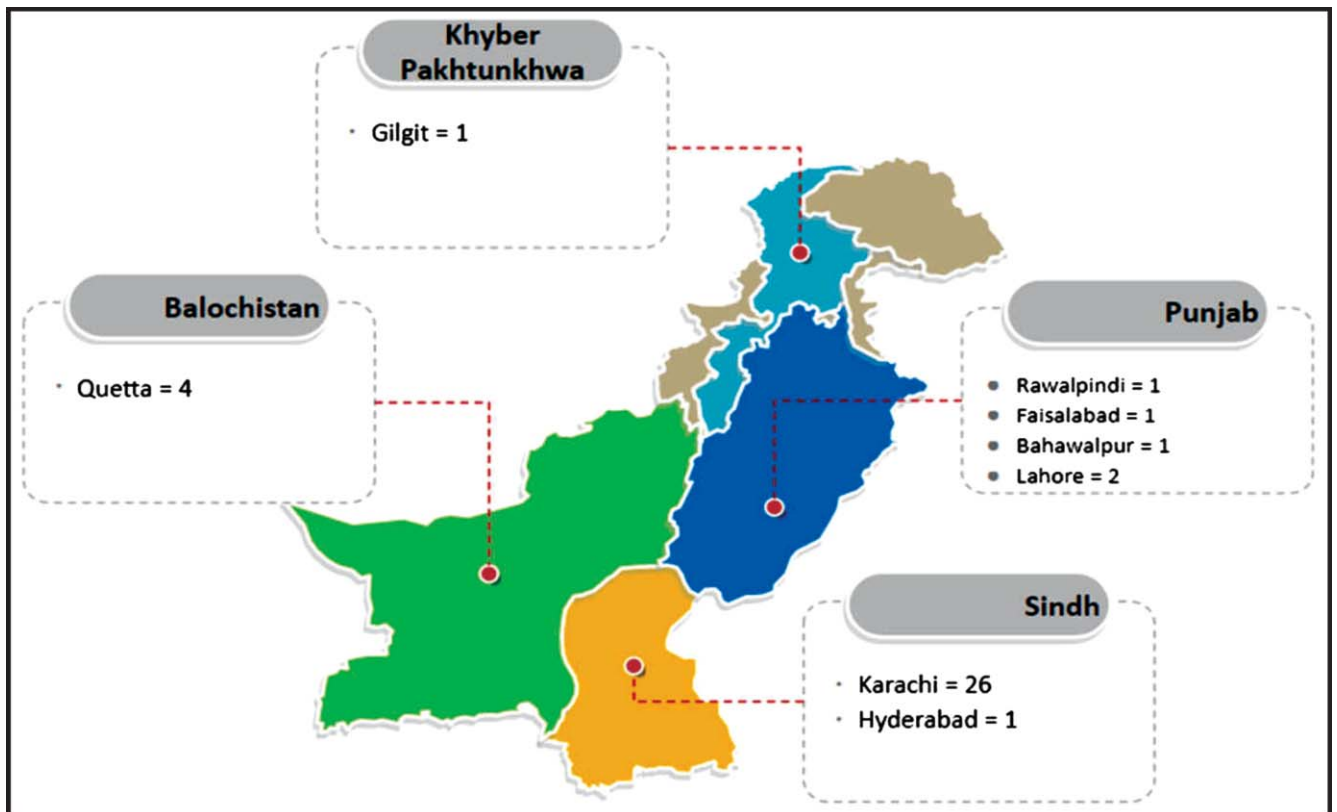 Khyber
Pakhtunkhwa
· Gilgit = 1
Balochistan
· Quetta = 4
Punjab
• Rawalpindi = 1
• Faisalabad = 1
• Bahawalpur = 1
• Lahore = 2
Sindh
· Karachi = 26
· Hyderabad = 1